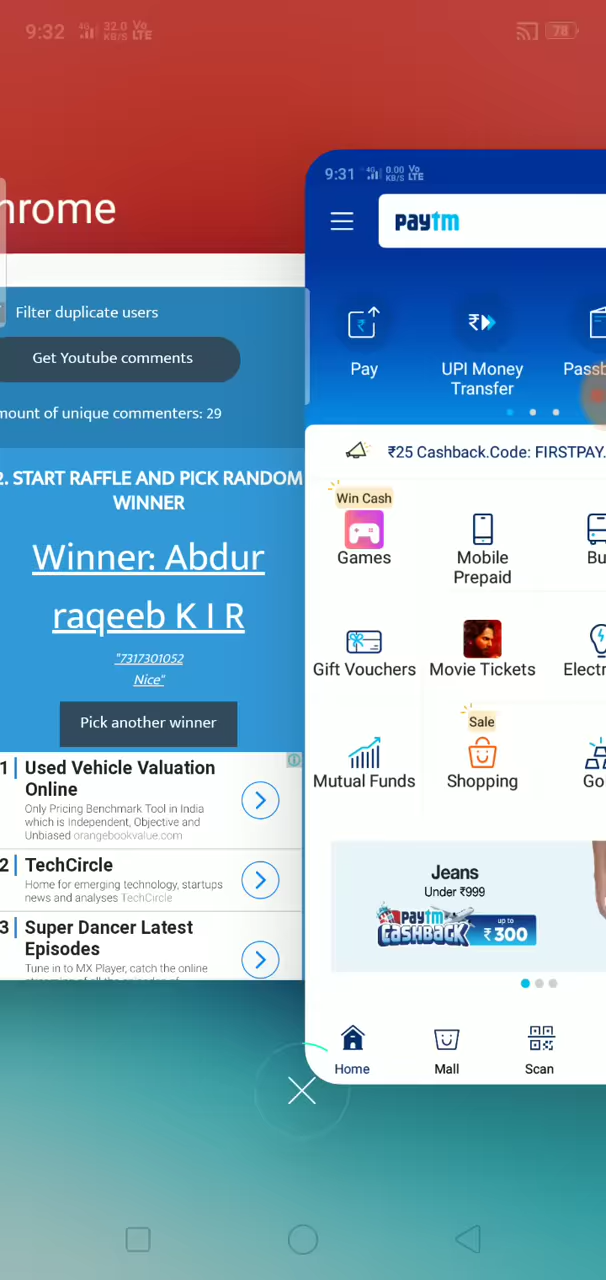 9:32 4G 32.0 KB/S Vo LTE 78
hrome
Filter duplicate users
Get Youtube comments
mount of unique commenters: 29
2. START RAFFLE AND PICK RANDOM
WINNER
Winner: Abdur
raqeeb K I R
"7317301052
Nice"
Pick another winner
1 Used Vehicle Valuation
Online
Only Pricing Benchmark Tool in India
which is Independent, Objective and
Unbiased orangebookvalue.com
2 TechCircle
Home for emerging technology, startups
news and analyses TechCircle
3 Super Dancer Latest
Episodes
Tune in to MX Player, catch the online
9:31 4G 0.00 KB/S Vo LTE
paytm
Pay
UPI Money
Transfer
Passb
₹25 Cashback.Code: FIRSTPAY.
Win Cash
Games
Mobile
Prepaid
Bu
Gift Vouchers
Movie Tickets
Electr
Sale
Mutual Funds
Shopping
Go
Jeans
Under ₹999
paytm
CASHBACK
up to
₹300
Home
Mall
Scan